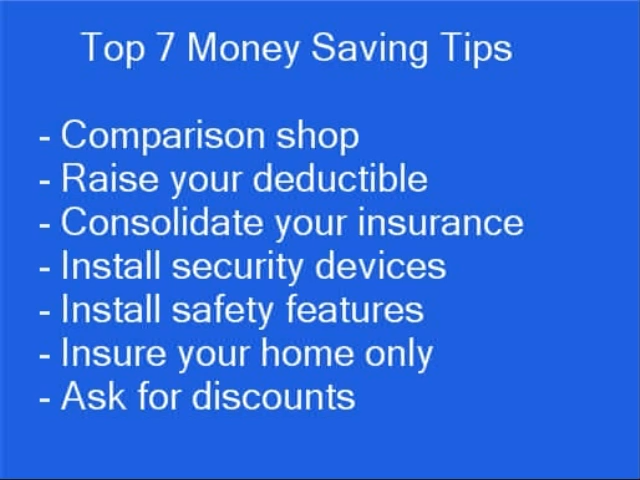 Top 7 Money Saving Tips
- Comparison shop
- Raise your deductible
- Consolidate your insurance
- Install security devices
- Install safety features
- Insure your home only
- Ask for discounts